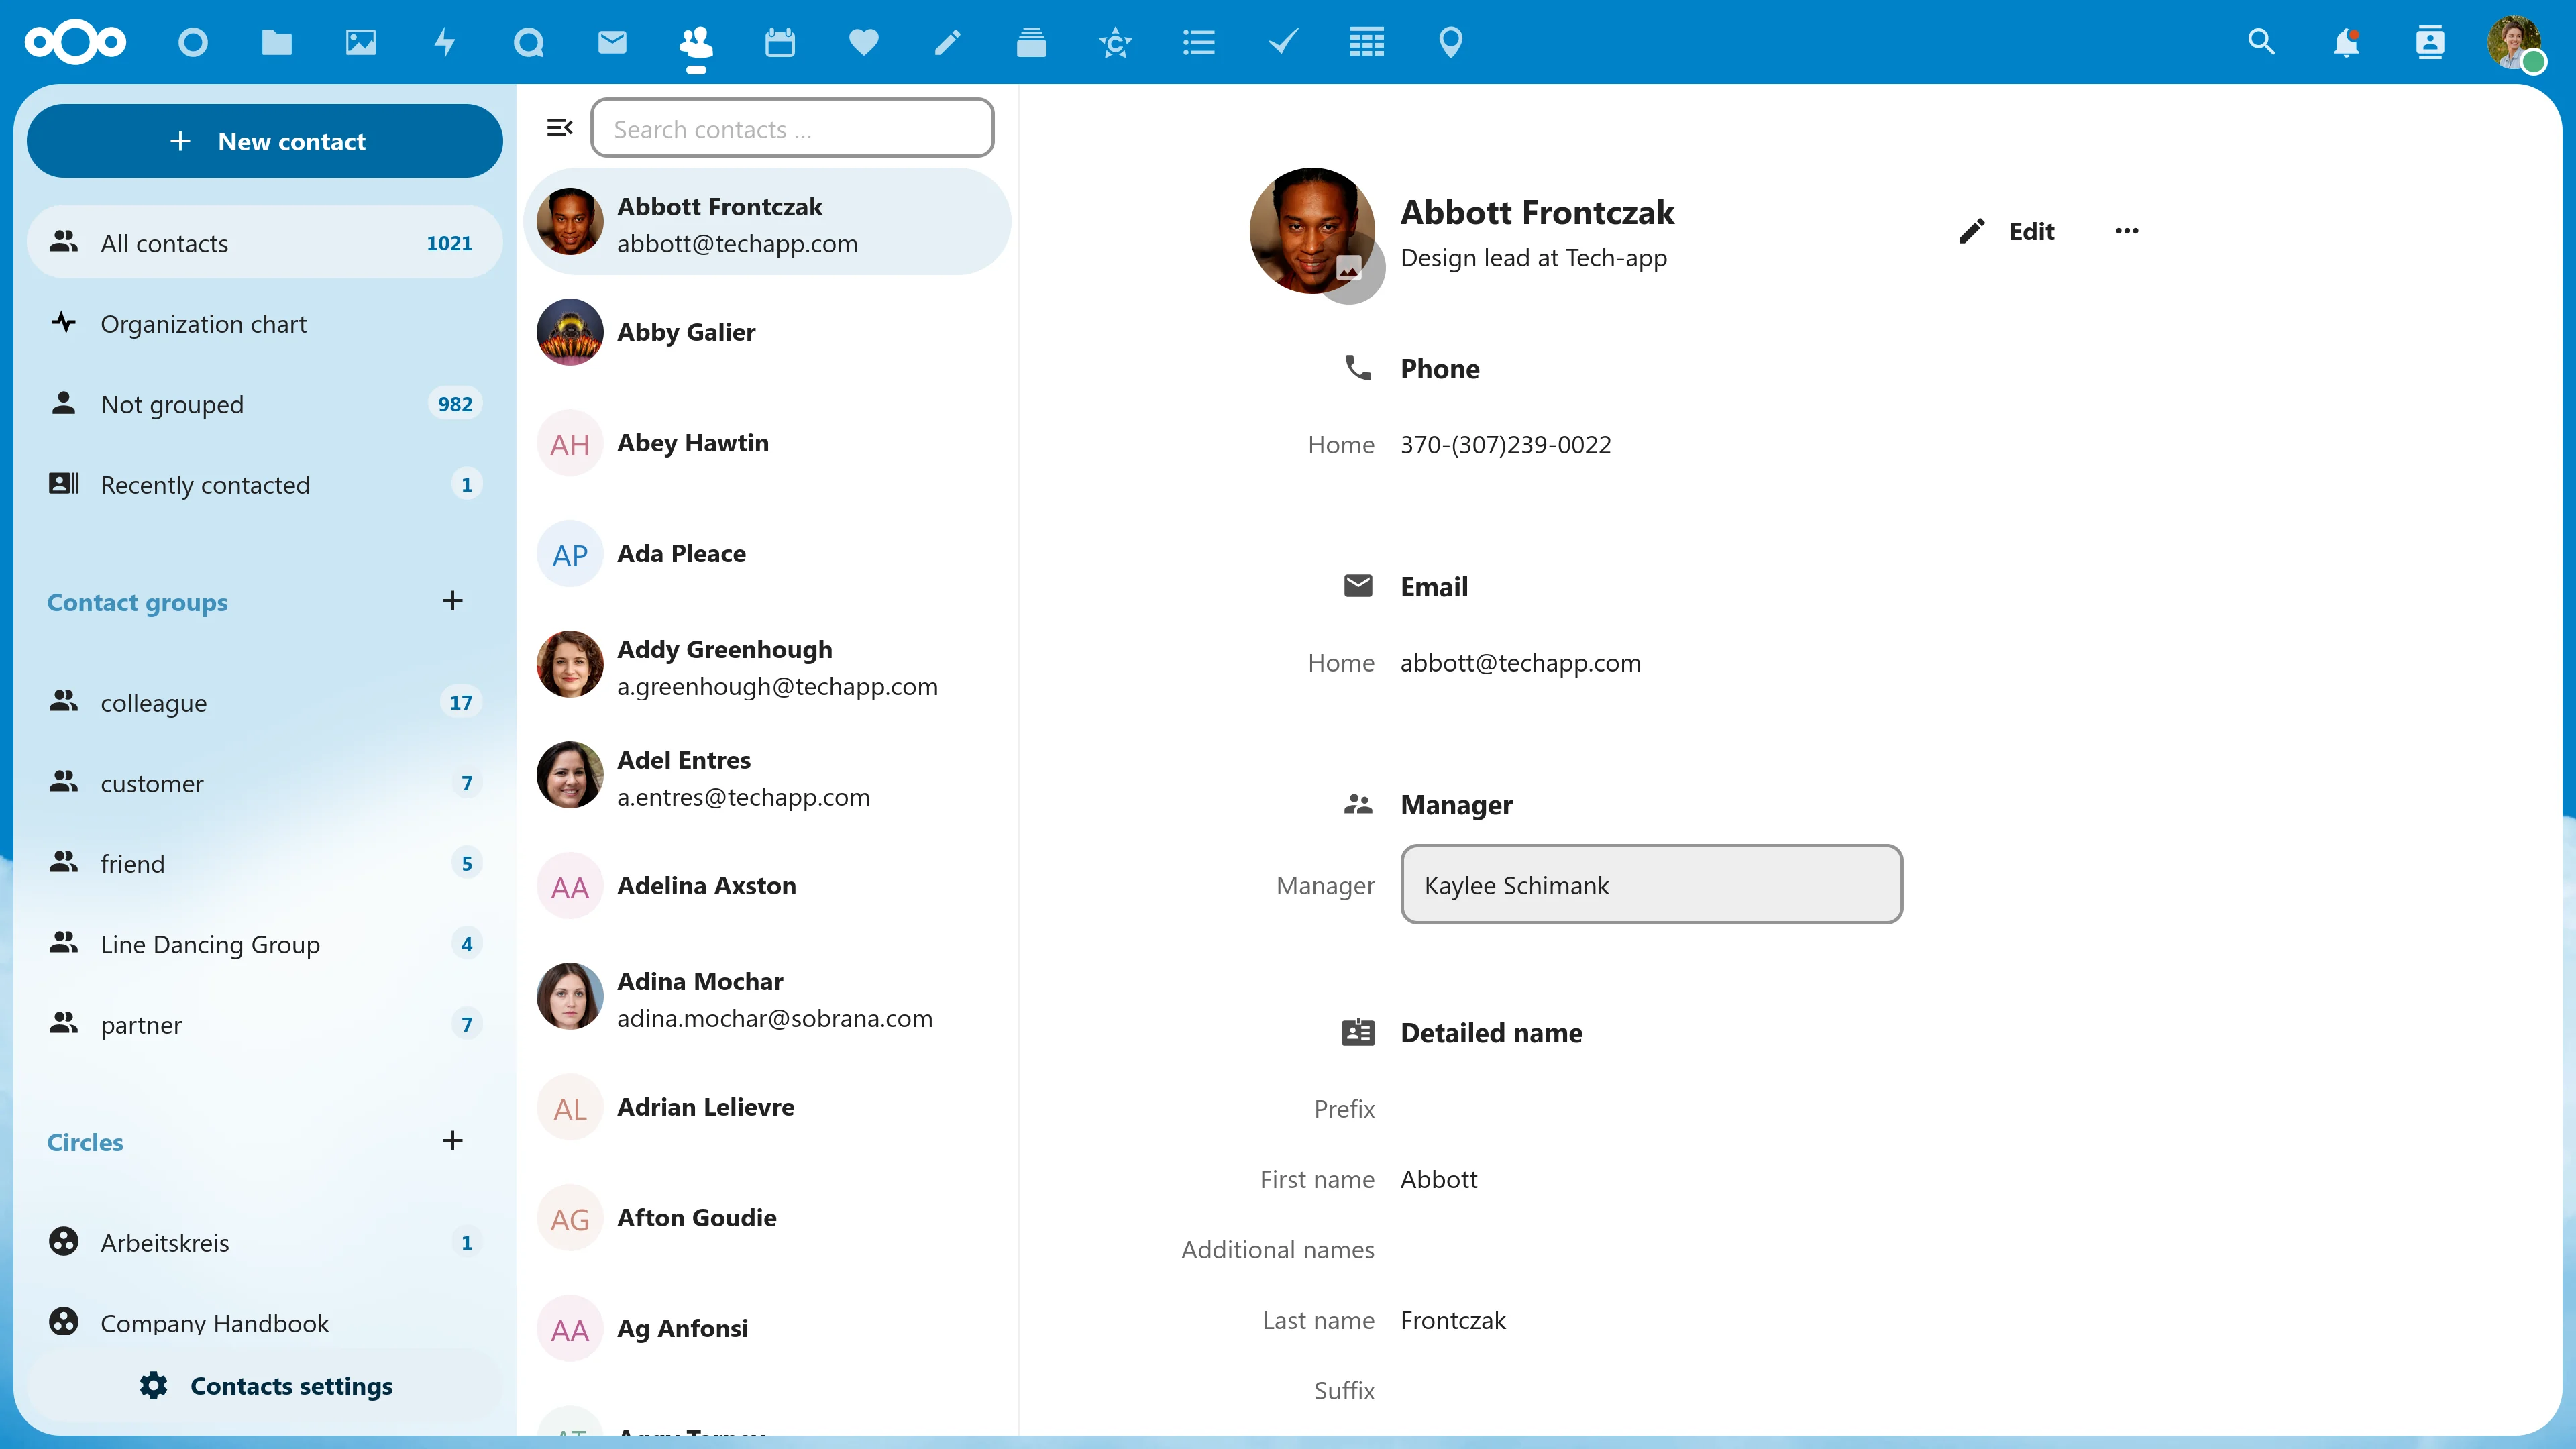 New contact
All contacts 1021
Organization chart
Not grouped 982
Recently contacted 1
Contact groups
colleague 17
customer 7
friend 5
Line Dancing Group 4
partner 7
Circles
Arbeitskreis 1
Company Handbook
Contacts settings
Search contacts ...
Abbott Frontczak
abbott@techapp.com
Abby Galier
AH Abey Hawtin
AP Ada Pleace
Addy Greenhough
a.greenhough@techapp.com
Adel Entres
a.entres@techapp.com
AA Adelina Axston
Adina Mochar
adina.mochar@sobrana.com
AL Adrian Lelievre
AG Afton Goudie
AA Ag Anfonsi
Abbott Frontczak
Design lead at Tech-app
Edit
Phone
Home 370-(307)239-0022
Email
Home abbott@techapp.com
Manager
Manager Kaylee Schimank
Detailed name
Prefix
First name Abbott
Additional names
Last name Frontczak
Suffix